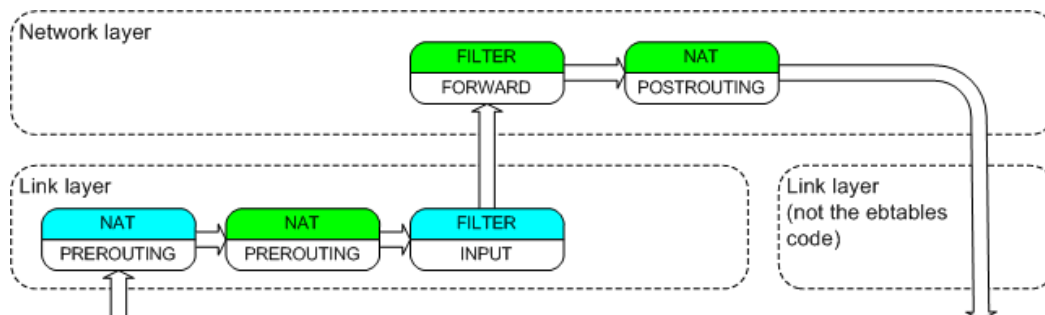 Network layer
FILTER
FORWARD
NAT
POSTROUTING
Link layer
NAT
PREROUTING
NAT
PREROUTING
FILTER
INPUT
Link layer
(not the ebtables
code)